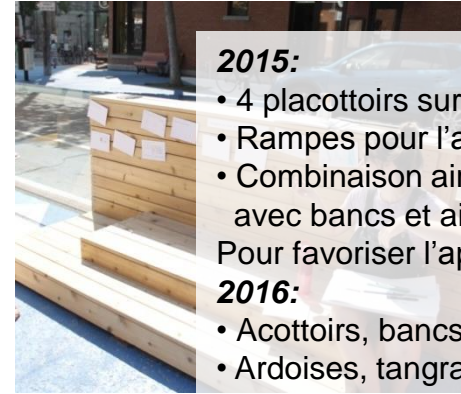 2015:
• 4 placottoirs sur
• Rampes pour l’a
• Combinaison air
avec bancs et ai
Pour favoriser l’ap
2016:
• Acottoirs, bancs
• Ardoises, tangra